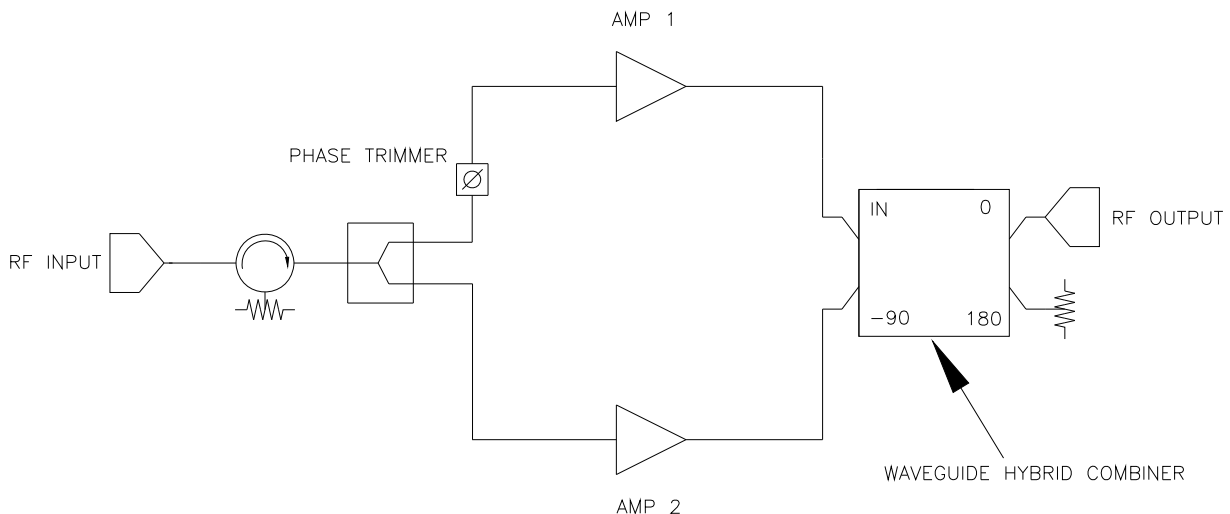 AMP 1
PHASE TRIMMER
IN
0
RF OUTPUT
RF INPUT
-90
180
WAVEGUIDE HYBRID COMBINER
AMP 2